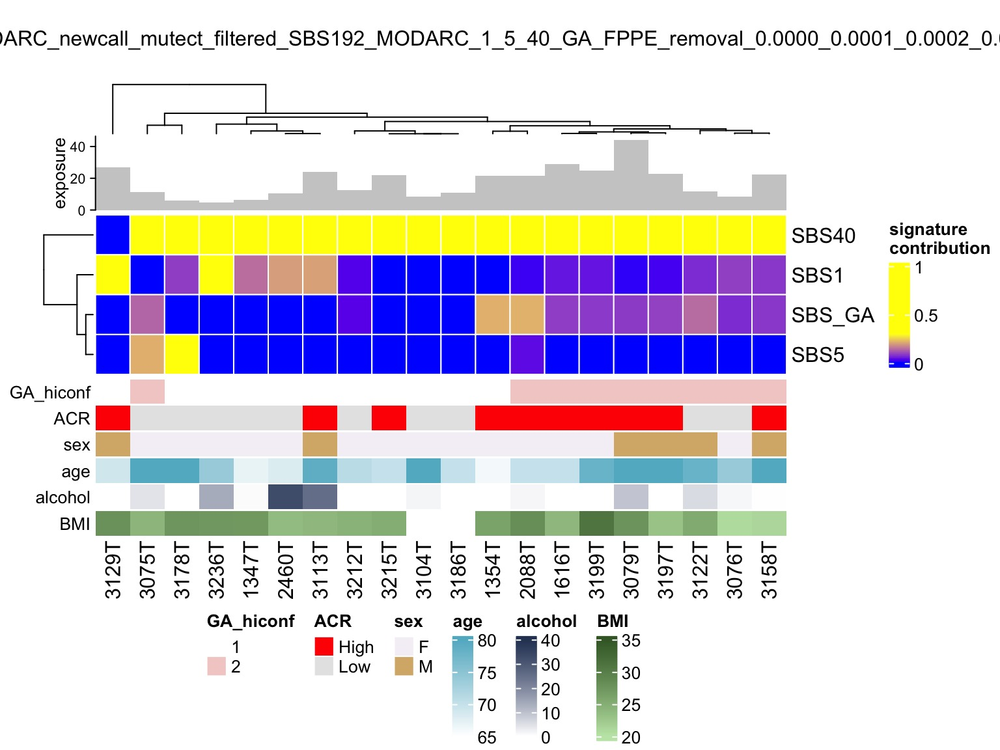 DARC_newcall_mutect_filtered_SBS192_MODARC_1_5_40_GA_FPPE_removal_0.0000_0.0001_0.0002_0.0
exposure
40
20
0
SBS40
SBS1
SBS_GA
SBS5
signature
contribution
1
0.5
0
GA_hiconf
ACR
sex
age
alcohol
BMI
3129T 3075T 3178T 3236T 1347T 2460T 3113T 3212T 3215T 3104T 3186T 1354T 2088T 1616T 3199T 3079T 3197T 3122T 3076T 3158T
GA_hiconf
1
2
ACR
High
Low
sex
F
M
age
80
75
70
65
alcohol
40
30
20
10
0
BMI
35
30
25
20